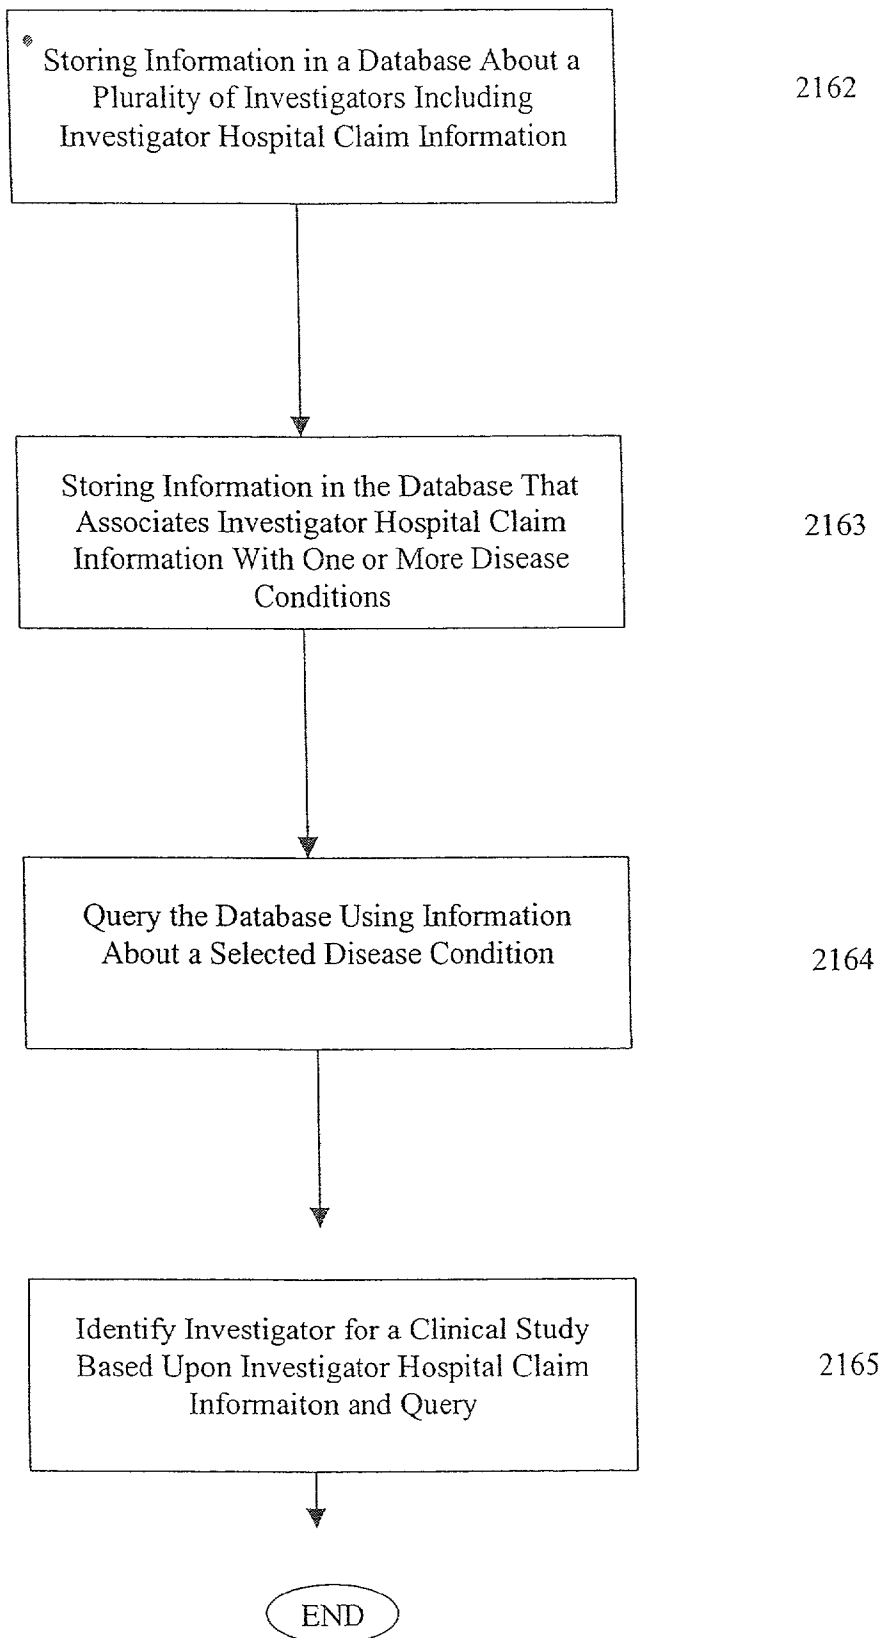 Storing Information in a Database About a
Plurality of Investigators Including
Investigator Hospital Claim Information
2162
Storing Information in the Database That
Associates Investigator Hospital Claim
Information With One or More Disease
Conditions
2163
Query the Database Using Information
About a Selected Disease Condition
2164
Identify Investigator for a Clinical Study
Based Upon Investigator Hospital Claim
Informaiton and Query
2165
END